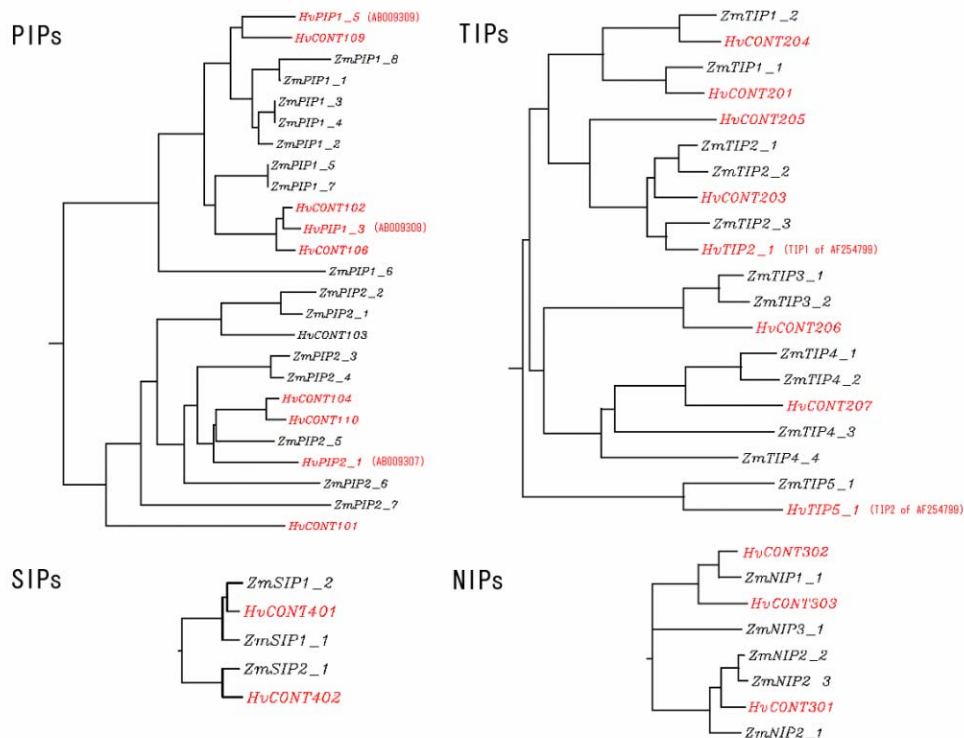 PIPs
HvPIP1_5 (AB009309)
HvCONT109
ZmPIP1_8
ZmPIP1_1
ZmPIP1_3
ZmPIP1_4
ZmPIP1_2
ZmPIP1_5
ZmPIP1_7
HvCONT102
HvPIP1_3 (AB009308)
HvCONT106
ZmPIP1_6
ZmPIP2_2
ZmPIP2_1
HvCONT103
ZmPIP2_3
ZmPIP2_4
HvCONT104
HvCONT110
ZmPIP2_5
HvPIP2_1 (AB009307)
ZmPIP2_6
ZmPIP2_7
HvCONT101
TIPs
ZmTIP1_2
HvCONT204
ZmTIP1_1
HvCONT201
HvCONT205
ZmTIP2_1
ZmTIP2_2
HvCONT203
ZmTIP2_3
HvTIP2_1 (TIP1 of AF254799)
ZmTIP3_1
ZmTIP3_2
HvCONT206
ZmTIP4_1
ZmTIP4_2
HvCONT207
ZmTIP4_3
ZmTIP4_4
ZmTIP5_1
HvTIP5_1 (TIP2 of AF254799)
SIPs
ZmSIP1_2
HvCONT401
ZmSIP1_1
ZmSIP2_1
HvCONT402
NIPs
HvCONT302
ZmNIP1_1
HvCONT303
ZmNIP3_1
ZmNIP2_2
ZmNIP2 3
HvCONT301
ZmNIP2_1